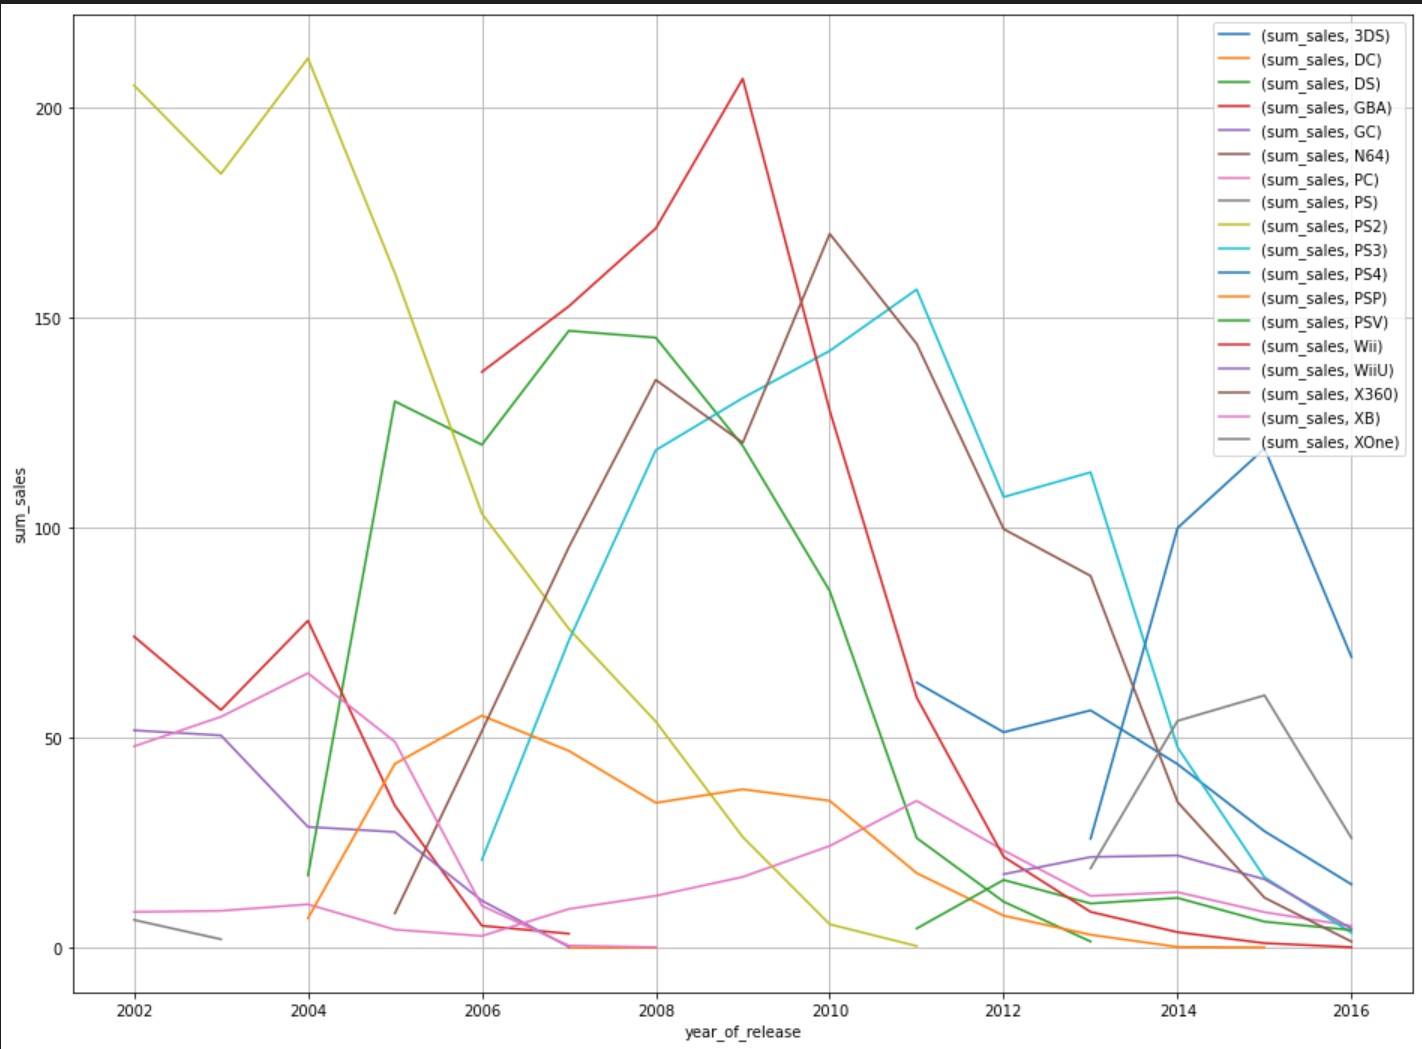 (sum_sales, 3DS)
(sum_sales, DC)
(sum_sales, DS)
(sum_sales, GBA)
(sum_sales, GC)
(sum_sales, N64)
(sum_sales, PC)
(sum_sales, PS)
(sum_sales, PS2)
(sum_sales, PS3)
(sum_sales, PS4)
(sum_sales, PSP)
(sum_sales, PSV)
(sum_sales, Wii)
(sum_sales, WiiU)
(sum_sales, X360)
(sum_sales, XB)
(sum_sales, XOne)
200
150
100
50
0
sum_sales
2002 2004 2006 2008 2010 2012 2014 2016
year_of_release